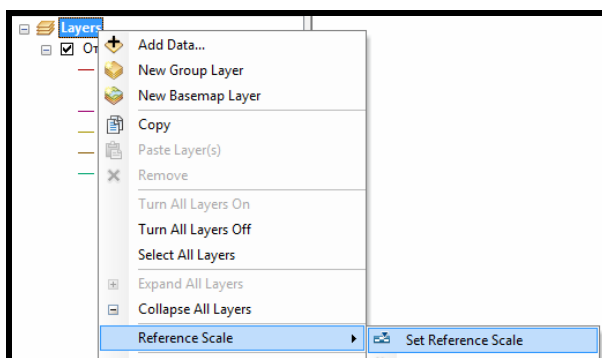 Layers
От
Add Data...
New Group Layer
New Basemap Layer
Copy
Paste Layer(s)
Remove
Turn All Layers On
Turn All Layers Off
Select All Layers
Expand All Layers
Collapse All Layers
Reference Scale
Set Reference Scale